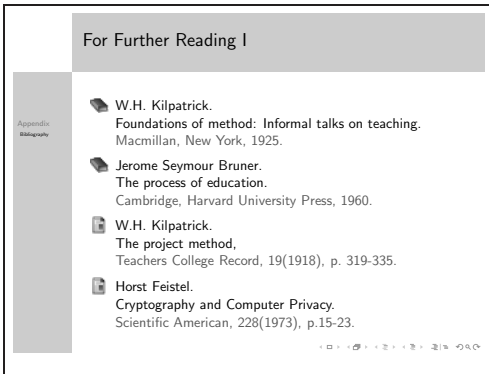 For Further Reading I
Appendix
Bibliography
W.H. Kilpatrick.
Foundations of method: Informal talks on teaching.
Macmillan, New York, 1925.
Jerome Seymour Bruner.
The process of education.
Cambridge, Harvard University Press, 1960.
W.H. Kilpatrick.
The project method,
Teachers College Record, 19(1918), p. 319-335.
Horst Feistel.
Cryptography and Computer Privacy.
Scientific American, 228(1973), p.15-23.